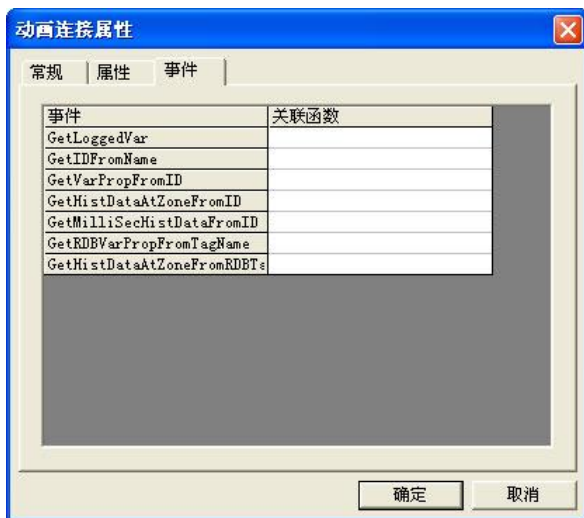 动画连接属性
常规 属性 事件
事件 关联函数
GetLoggedVar
GetIDFromName
GetVarPropFromID
GetHistDataAtZoneFromID
GetMilliSecHistDataFromID
GetRDBVarPropFromTagName
GetHistDataAtZoneFromRDBTa
确定 取消